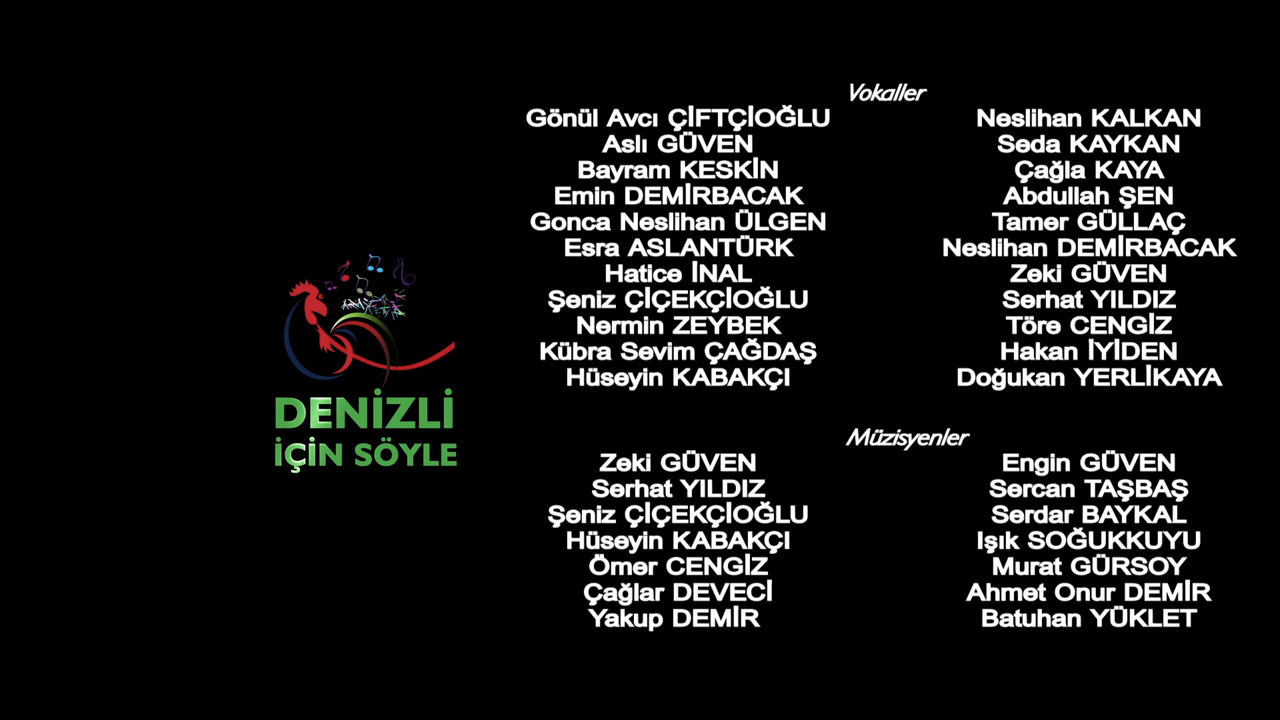 DENİZLİ
İÇİN SÖYLE
Vokaller
Gönül Avcı ÇİFTÇİOĞLU
Aslı GÜVEN
Bayram KESKİN
Emin DEMİRBACAK
Gonca Neslihan ÜLGEN
Esra ASLANTÜRK
Hatice İNAL
Şeniz ÇİÇEKÇİOĞLU
Nermin ZEYBEK
Kübra Sevim ÇAĞDAŞ
Hüseyin KABAKÇI
Neslihan KALKAN
Seda KAYKAN
Çağla KAYA
Abdullah ŞEN
Tamer GÜLLAÇ
Neslihan DEMİRBACAK
Zeki GÜVEN
Serhat YILDIZ
Töre CENGİZ
Hakan İYİDEN
Doğukan YERLİKAYA
Müzisyenler
Zeki GÜVEN
Serhat YILDIZ
Şeniz ÇİÇEKÇİOĞLU
Hüseyin KABAKÇI
Ömer CENGİZ
Çağlar DEVECİ
Yakup DEMİR
Engin GÜVEN
Sercan TAŞBAŞ
Serdar BAYKAL
Işık SOĞUKKUYU
Murat GÜRSOY
Ahmet Onur DEMİR
Batuhan YÜKLET